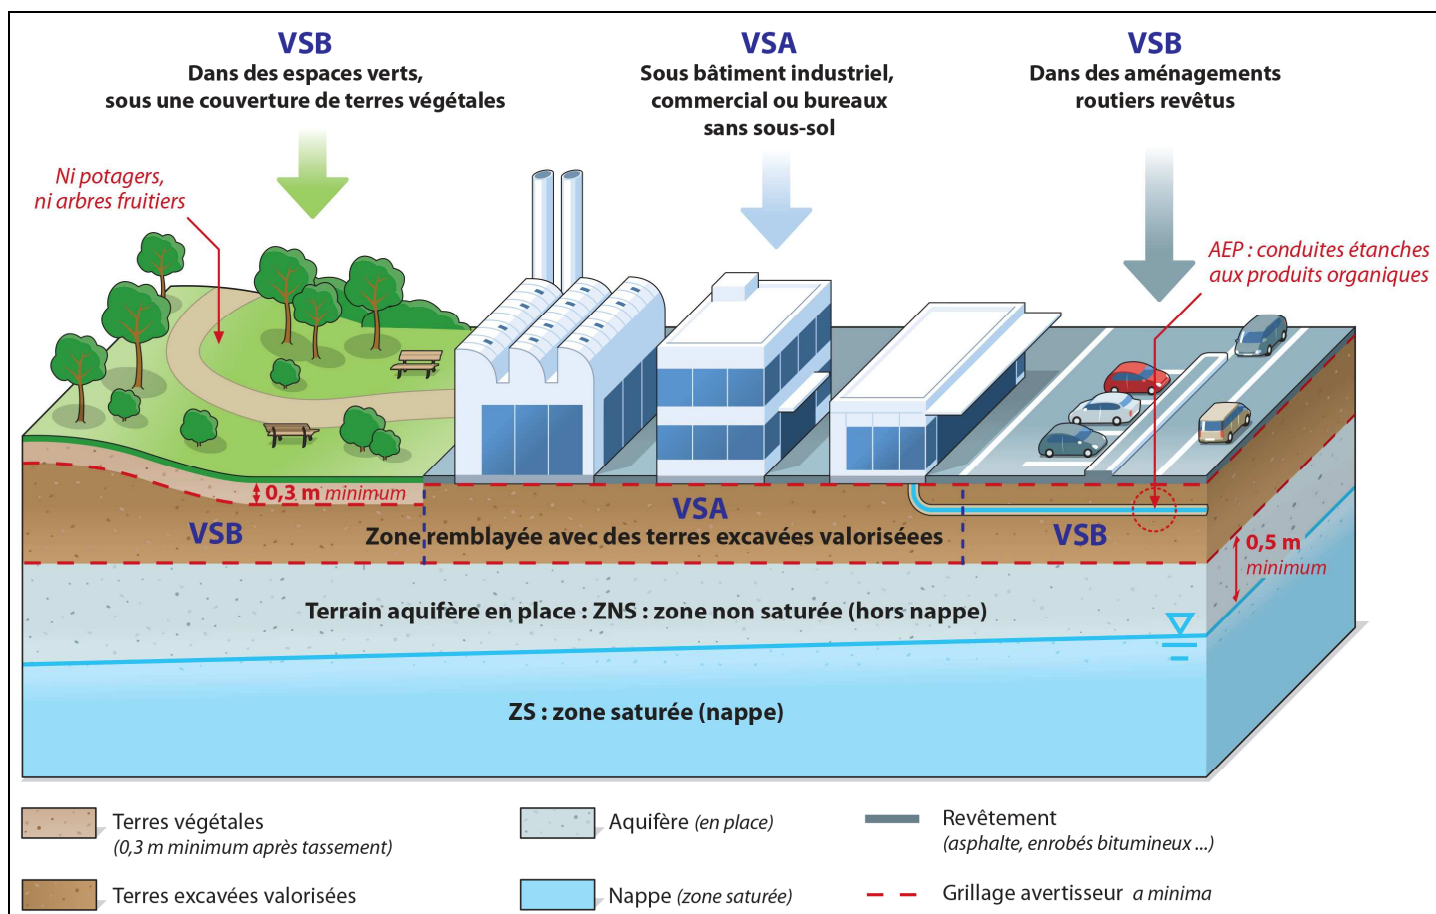 VSB
Dans des espaces verts,
sous une couverture de terres végétales
VSA
Sous bâtiment industriel,
commercial ou bureaux
sans sous-sol
VSB
Dans des aménagements
routiers revêtus
Ni potagers,
ni arbres fruitiers
AEP : conduites étanches
aux produits organiques
0,3 m minimum
VSB
VSA
Zone remblayée avec des terres excavées valoriséees
VSB
0,5 m
minimum
Terrain aquifère en place : ZNS : zone non saturée (hors nappe)
ZS : zone saturée (nappe)
Terres végétales
(0,3 m minimum après tassement)
Terres excavées valorisées
Aquifère (en place)
Nappe (zone saturée)
Revêtement
(asphalte, enrobés bitumineux ...)
Grillage avertisseur a minima